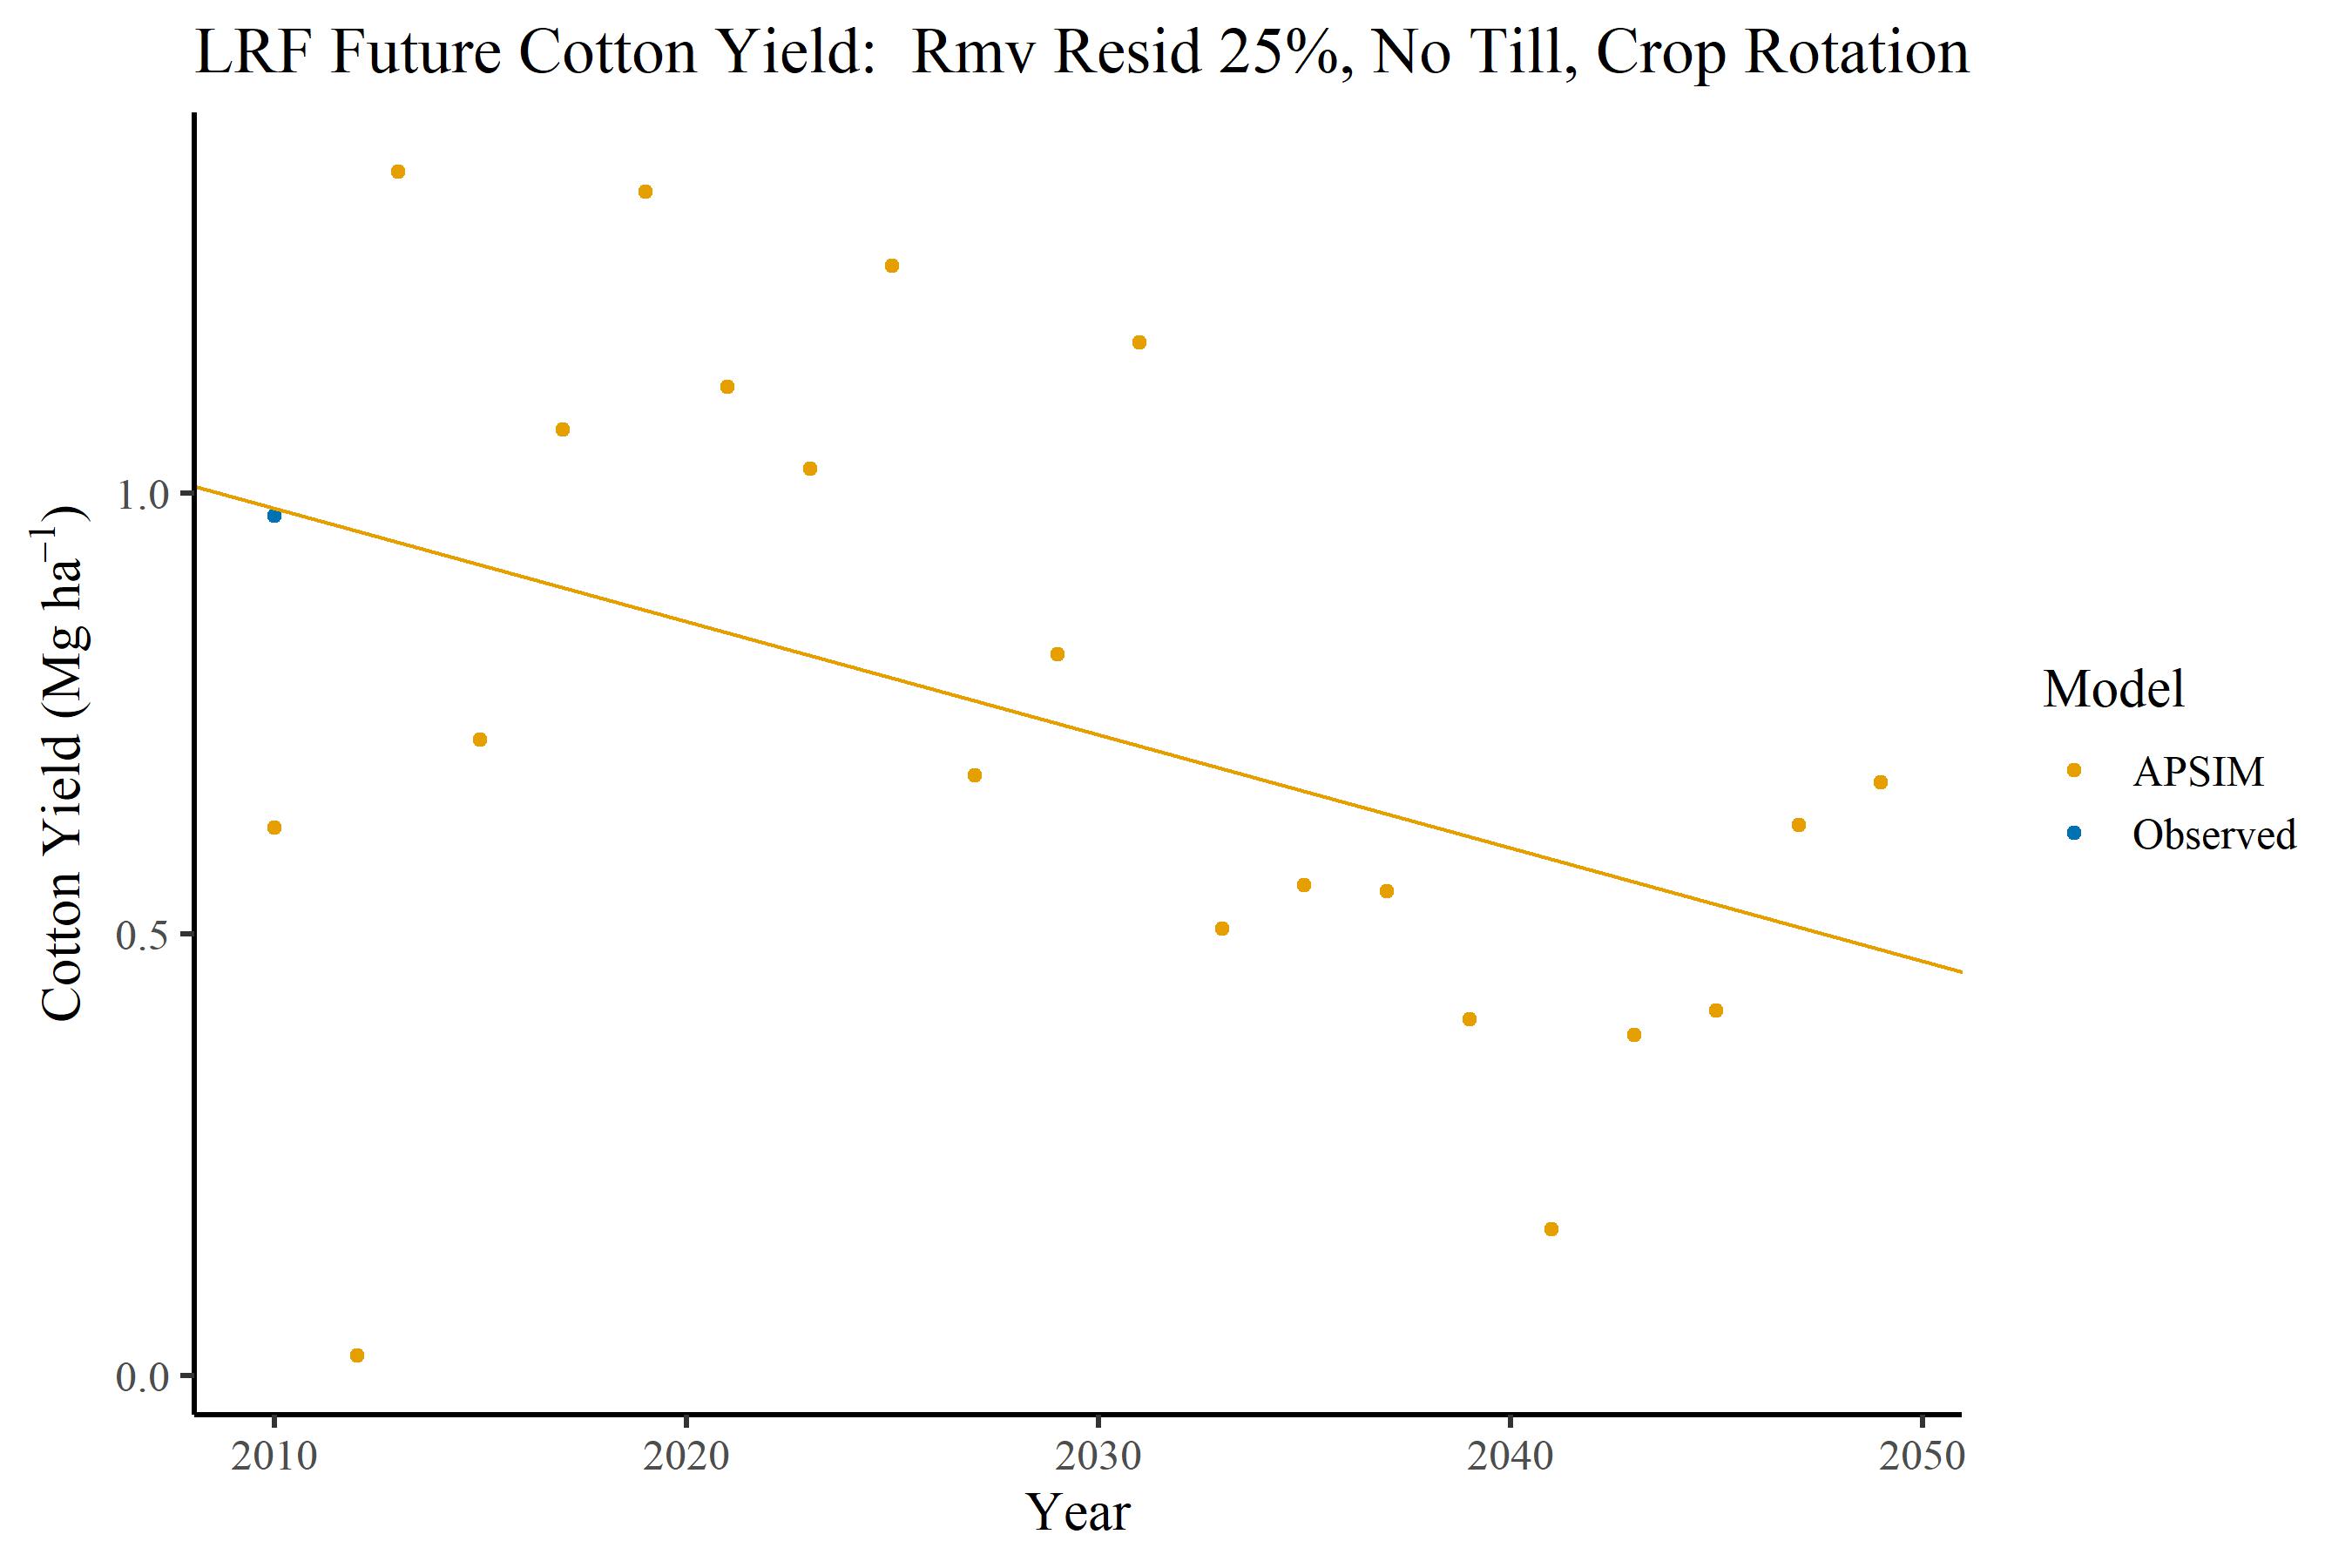 LRF Future Cotton Yield:  Rmv Resid 25%, No Till, Crop Rotation
Cotton Yield (Mg ha⁻¹)
1.0
0.5
0.0
2010 2020 2030 2040 2050
Year
Model
APSIM
Observed